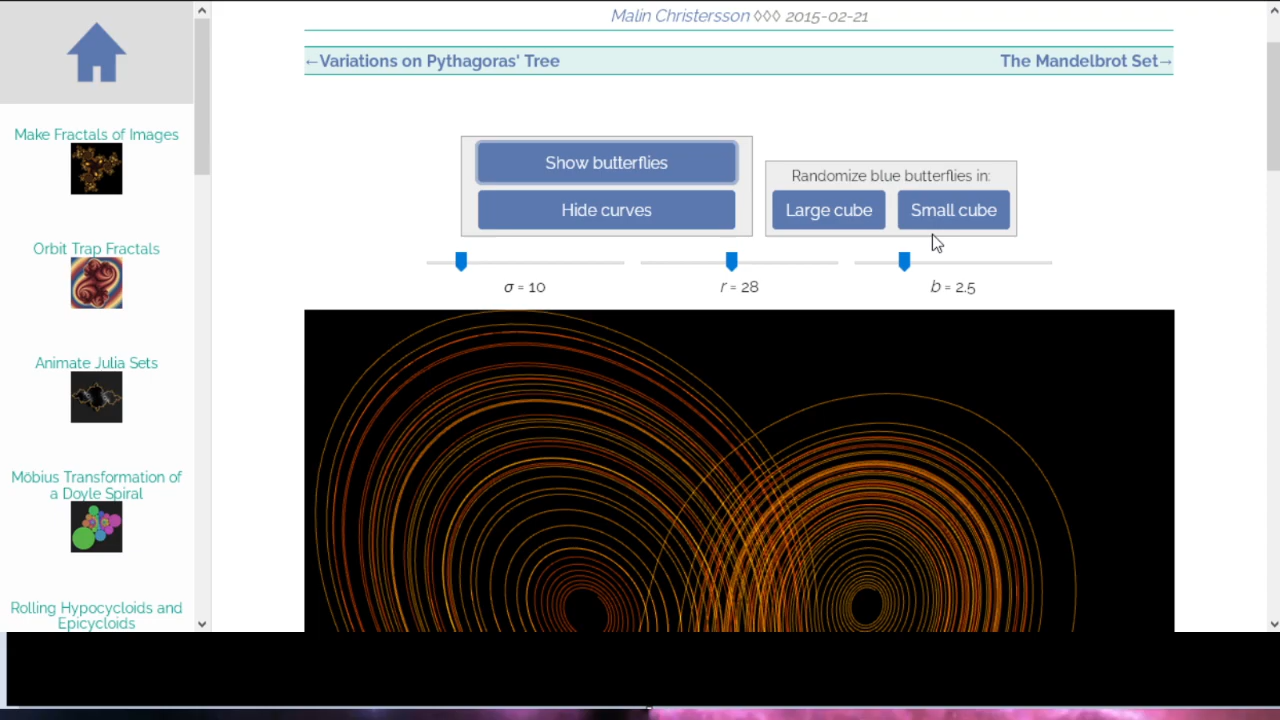 Malin Christersson ◊◊◊ 2015-02-21
←Variations on Pythagoras' Tree
The Mandelbrot Set→
Make Fractals of Images
Orbit Trap Fractals
Animate Julia Sets
Möbius Transformation of
a Doyle Spiral
Rolling Hypocycloids and
Epicycloids
Show butterflies
Hide curves
Randomize blue butterflies in:
Large cube
Small cube
σ = 10
r = 28
b = 2.5